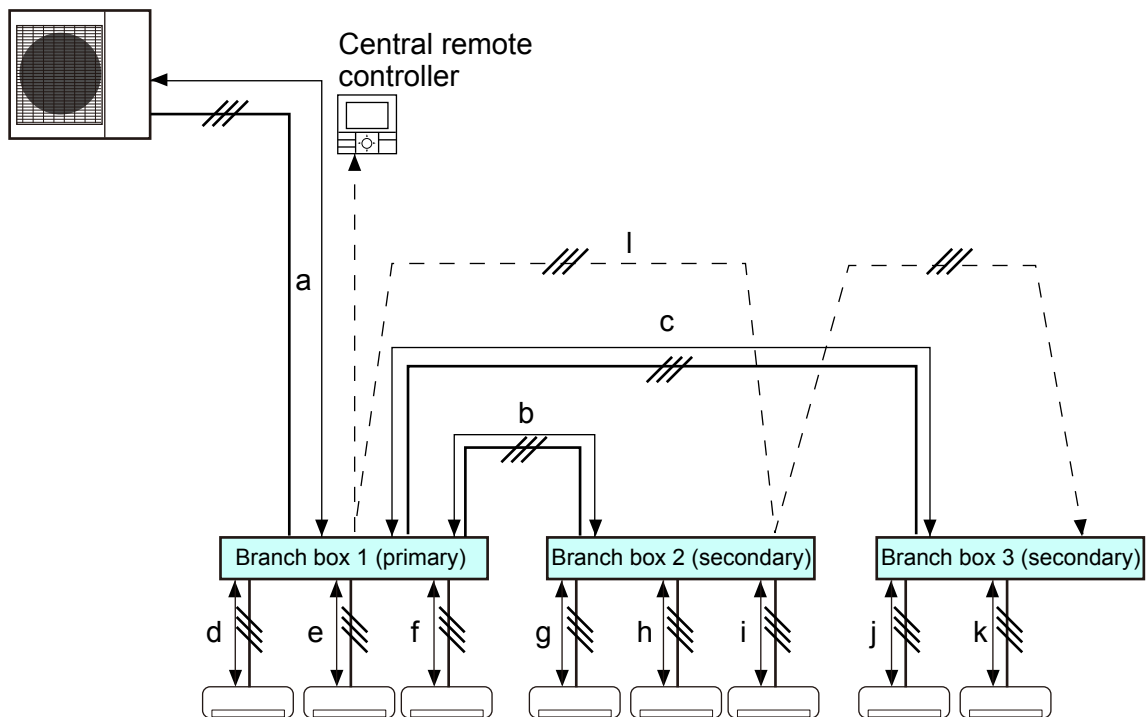 Central remote
controller
a
l
c
b
Branch box 1 (primary)
Branch box 2 (secondary)
Branch box 3 (secondary)
d
e
f
g
h
i
j
k